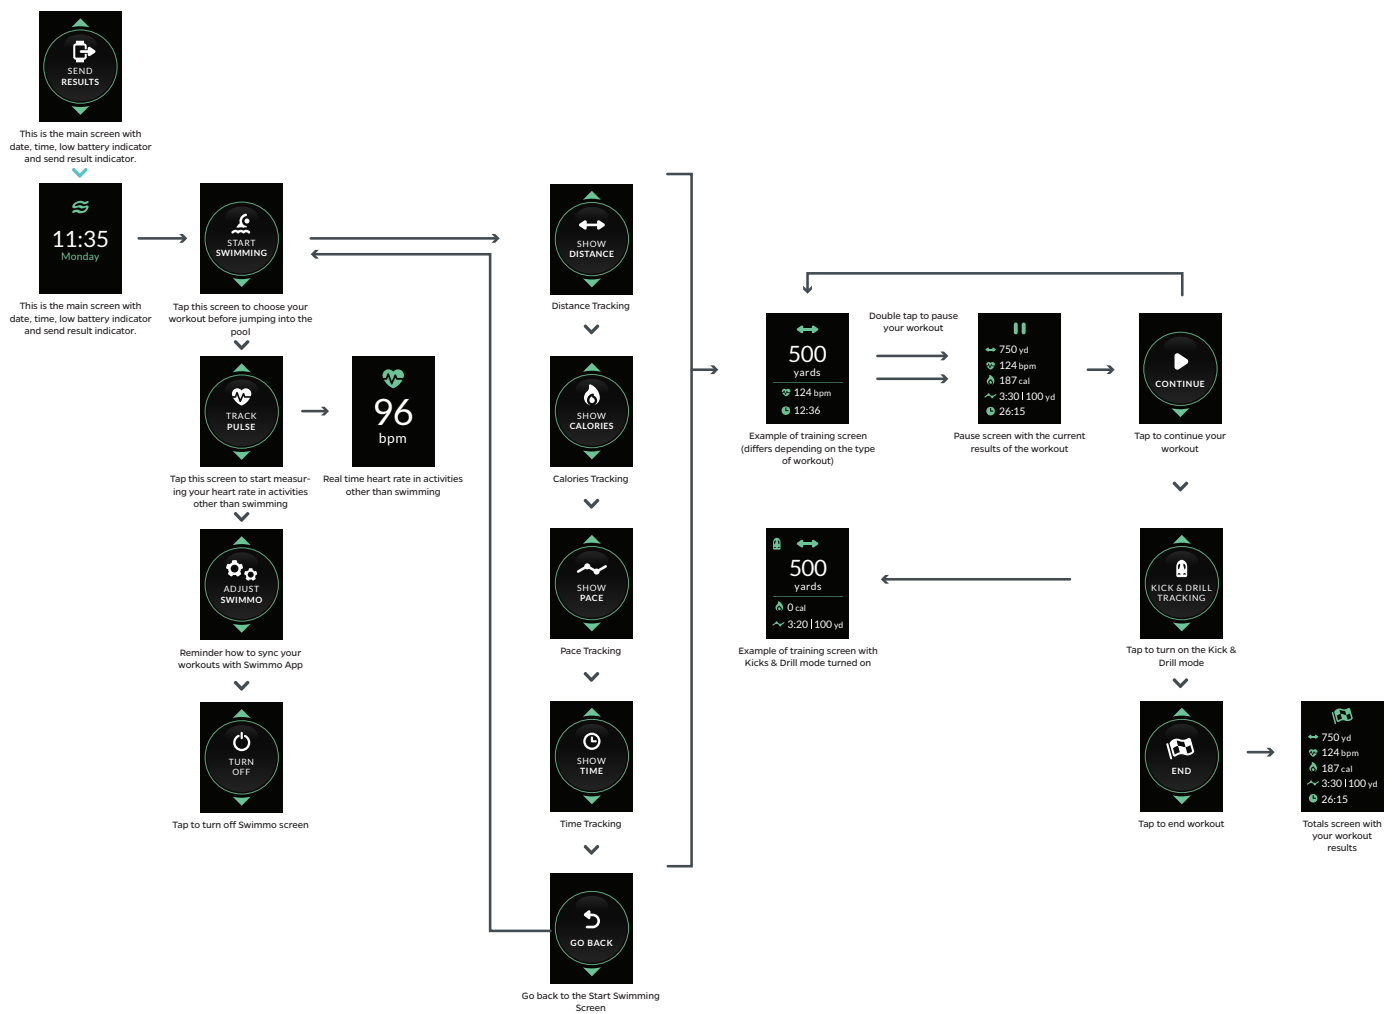 SEND
RESULTS
This is the main screen with
date, time, low battery indicator
and send result indicator.
11:35
Monday
This is the main screen with
date, time, low battery indicator
and send result indicator.
START
SWIMMING
Tap this screen to choose your
workout before jumping into the
pool
TRACK
PULSE
Tap this screen to start measur-
ing your heart rate in activities
other than swimming
96
bpm
Real time heart rate in activities
other than swimming
ADJUST
SWIMMO
Reminder how to sync your
workouts with Swimmo App
TURN
OFF
Tap to turn off Swimmo screen
SHOW
DISTANCE
Distance Tracking
SHOW
CALORIES
Calories Tracking
SHOW
PACE
Pace Tracking
SHOW
TIME
Time Tracking
GO BACK
Go back to the Start Swimming
Screen
500
yards
124 bpm
12:36
Example of training screen
(differs depending on the type
of workout)
Double tap to pause
your workout
750 yd
124 bpm
187 cal
3:30 | 100 yd
26:15
Pause screen with the current
results of the workout
CONTINUE
Tap to continue your
workout
500
yards
0 cal
3:20 | 100 yd
Example of training screen with
Kicks & Drill mode turned on
KICK & DRILL
TRACKING
Tap to turn on the Kick &
Drill mode
END
Tap to end workout
750 yd
124 bpm
187 cal
3:30 | 100 yd
26:15
Totals screen with
your workout
results